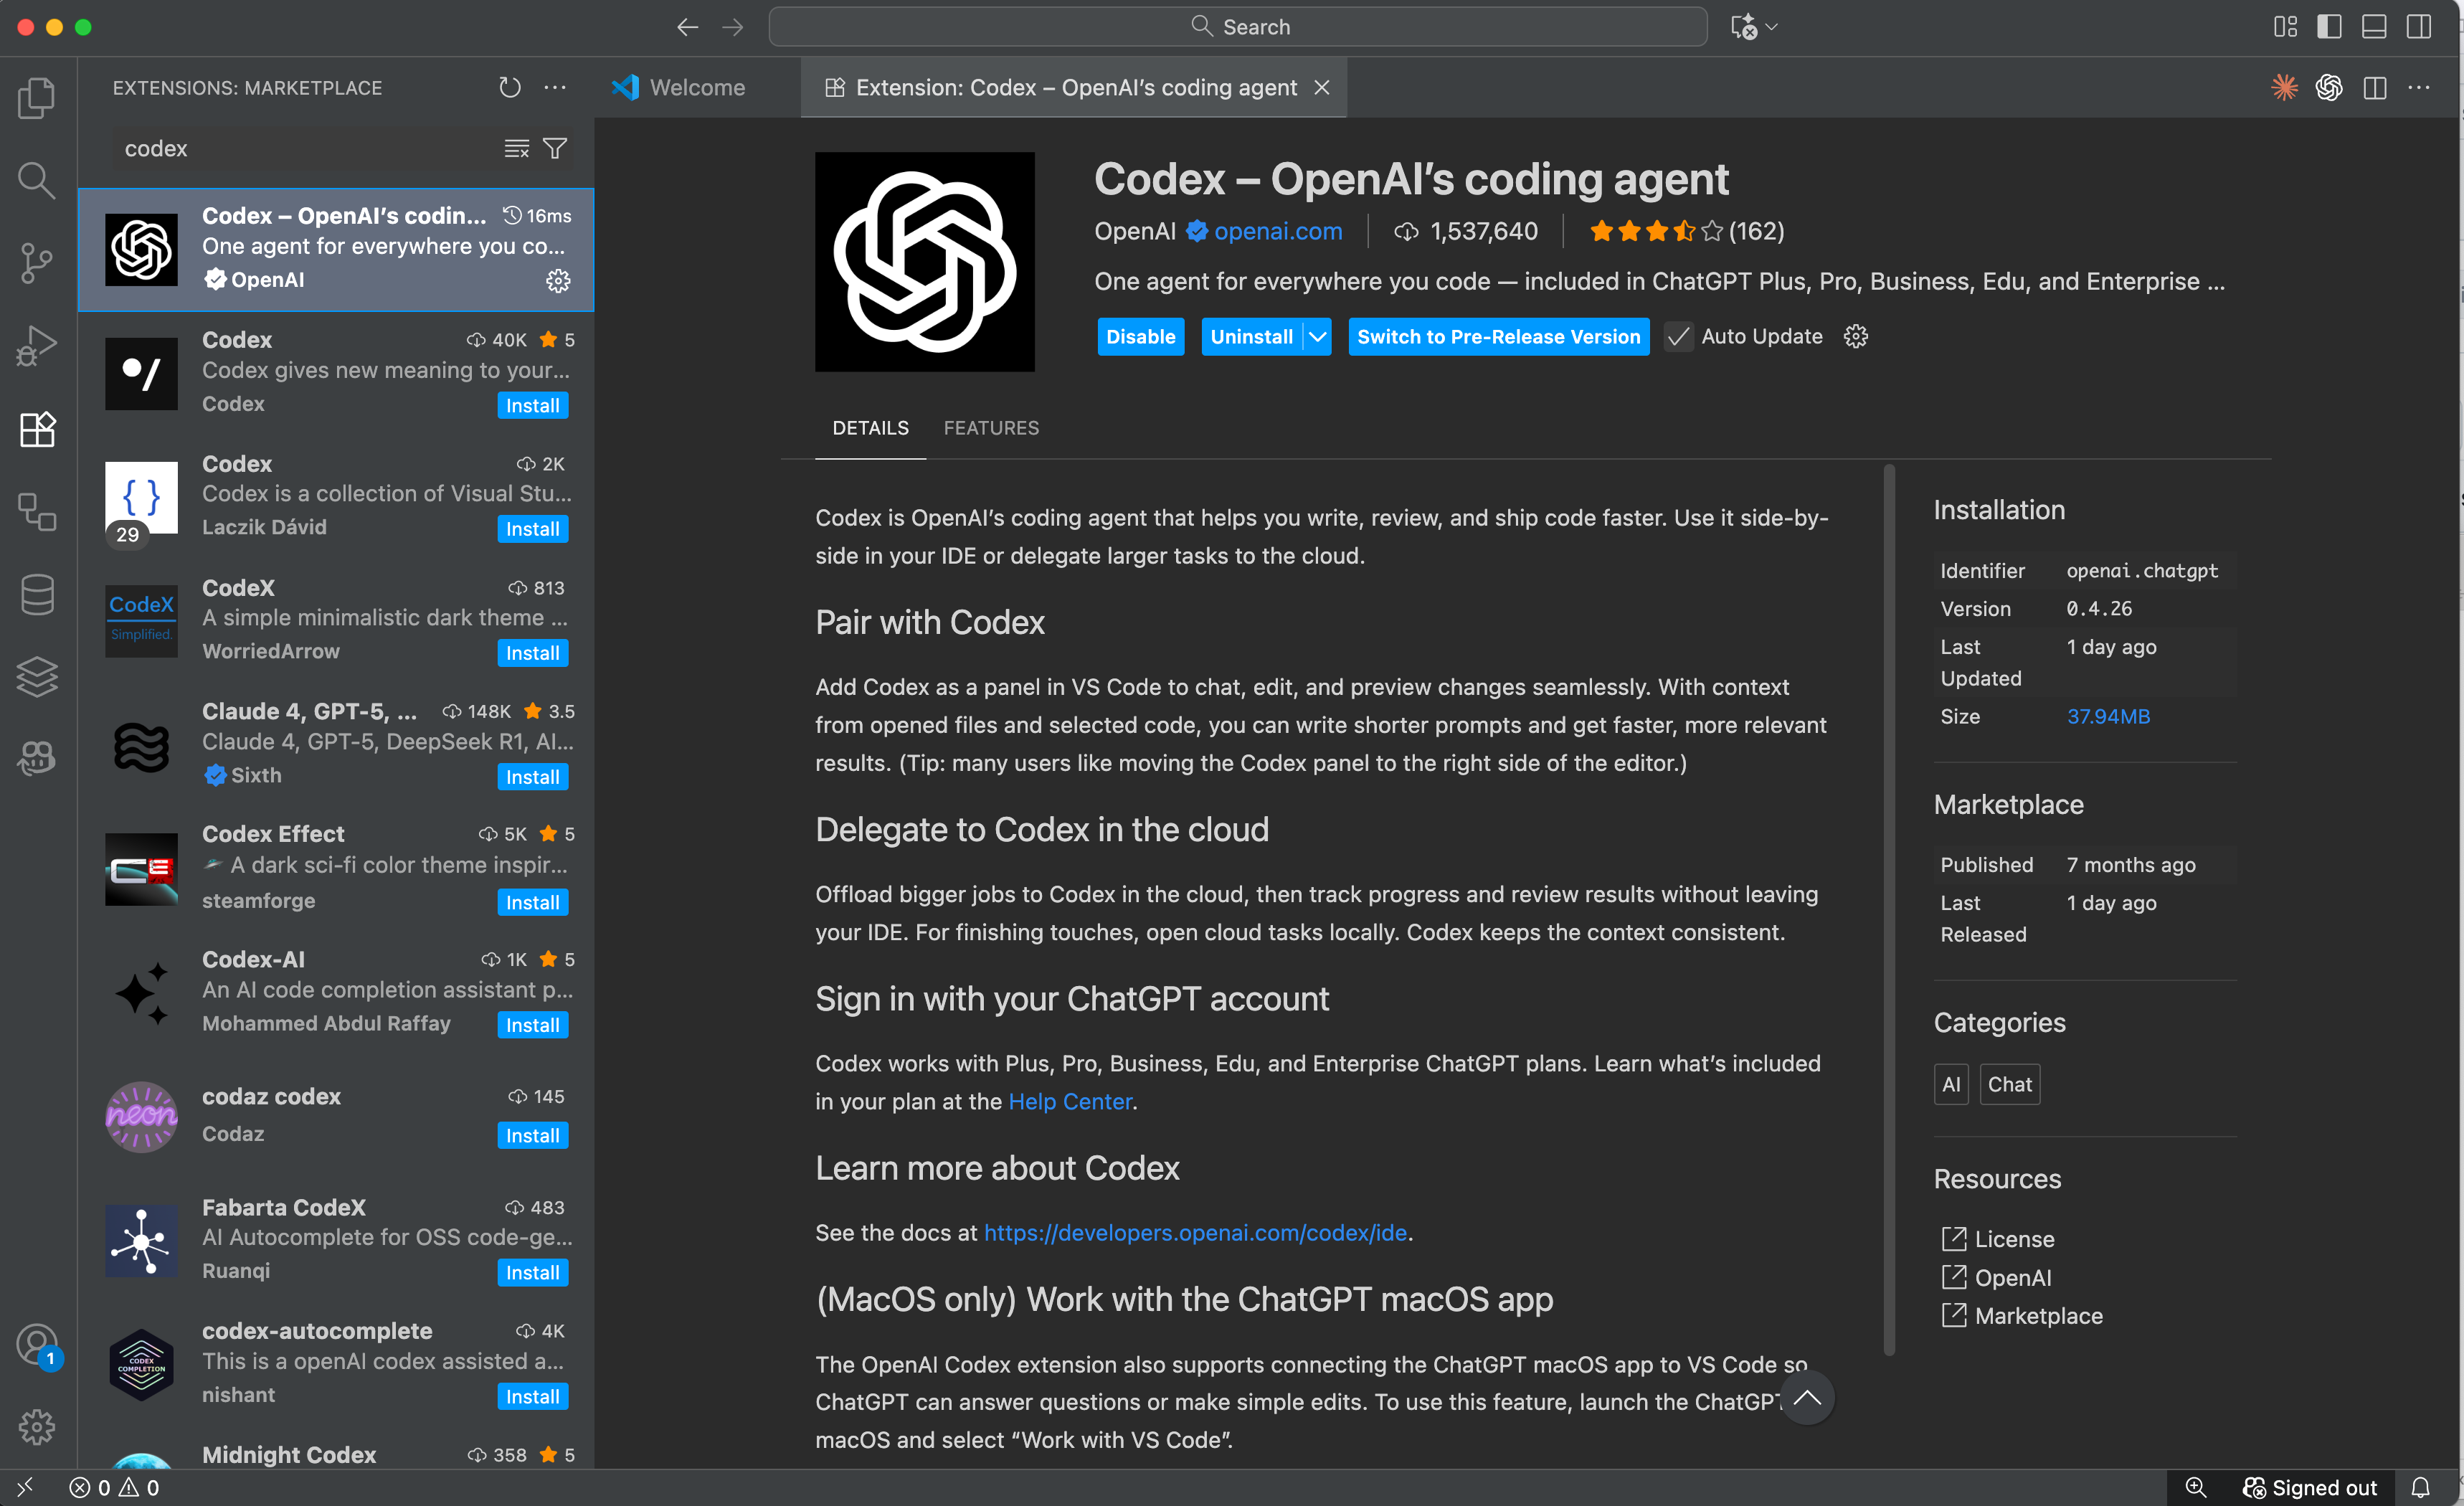 Search
EXTENSIONS: MARKETPLACE
Welcome
Extension: Codex – OpenAI’s coding agent
codex
Codex – OpenAI’s codin... 16ms
One agent for everywhere you co...
OpenAI
Codex 40K 5
Codex gives new meaning to your...
Codex Install
Codex 2K
Codex is a collection of Visual Stu...
29 Laczik Dávid Install
CodeX
Simplified.
CodeX 813
A simple minimalistic dark theme ...
WorriedArrow Install
Claude 4, GPT-5, ... 148K 3.5
Claude 4, GPT-5, DeepSeek R1, AI...
Sixth Install
CE
Codex Effect 5K 5
A dark sci-fi color theme inspir...
steamforge Install
Codex-AI 1K 5
An AI code completion assistant p...
Mohammed Abdul Raffay Install
neon
codaz codex 145
Codaz Install
Fabarta CodeX 483
AI Autocomplete for OSS code-ge...
Ruanqi Install
CODEX
COMPLETION
codex-autocomplete 4K
This is a openAI codex assisted a...
nishant Install
Midnight Codex 358 5
Codex – OpenAI’s coding agent
OpenAI openai.com 1,537,640 (162)
One agent for everywhere you code — included in ChatGPT Plus, Pro, Business, Edu, and Enterprise ...
Disable Uninstall Switch to Pre-Release Version Auto Update
DETAILS FEATURES
Codex is OpenAI’s coding agent that helps you write, review, and ship code faster. Use it side-by-
side in your IDE or delegate larger tasks to the cloud.
Pair with Codex
Add Codex as a panel in VS Code to chat, edit, and preview changes seamlessly. With context
from opened files and selected code, you can write shorter prompts and get faster, more relevant
results. (Tip: many users like moving the Codex panel to the right side of the editor.)
Delegate to Codex in the cloud
Offload bigger jobs to Codex in the cloud, then track progress and review results without leaving
your IDE. For finishing touches, open cloud tasks locally. Codex keeps the context consistent.
Sign in with your ChatGPT account
Codex works with Plus, Pro, Business, Edu, and Enterprise ChatGPT plans. Learn what’s included
in your plan at the Help Center.
Learn more about Codex
See the docs at https://developers.openai.com/codex/ide.
(MacOS only) Work with the ChatGPT macOS app
The OpenAI Codex extension also supports connecting the ChatGPT macOS app to VS Code so
ChatGPT can answer questions or make simple edits. To use this feature, launch the ChatGPT
macOS and select “Work with VS Code”.
Installation
Identifier openai.chatgpt
Version 0.4.26
Last 1 day ago
Updated
Size 37.94MB
Marketplace
Published 7 months ago
Last 1 day ago
Released
Categories
AI Chat
Resources
License
OpenAI
Marketplace
1
0 0
Signed out